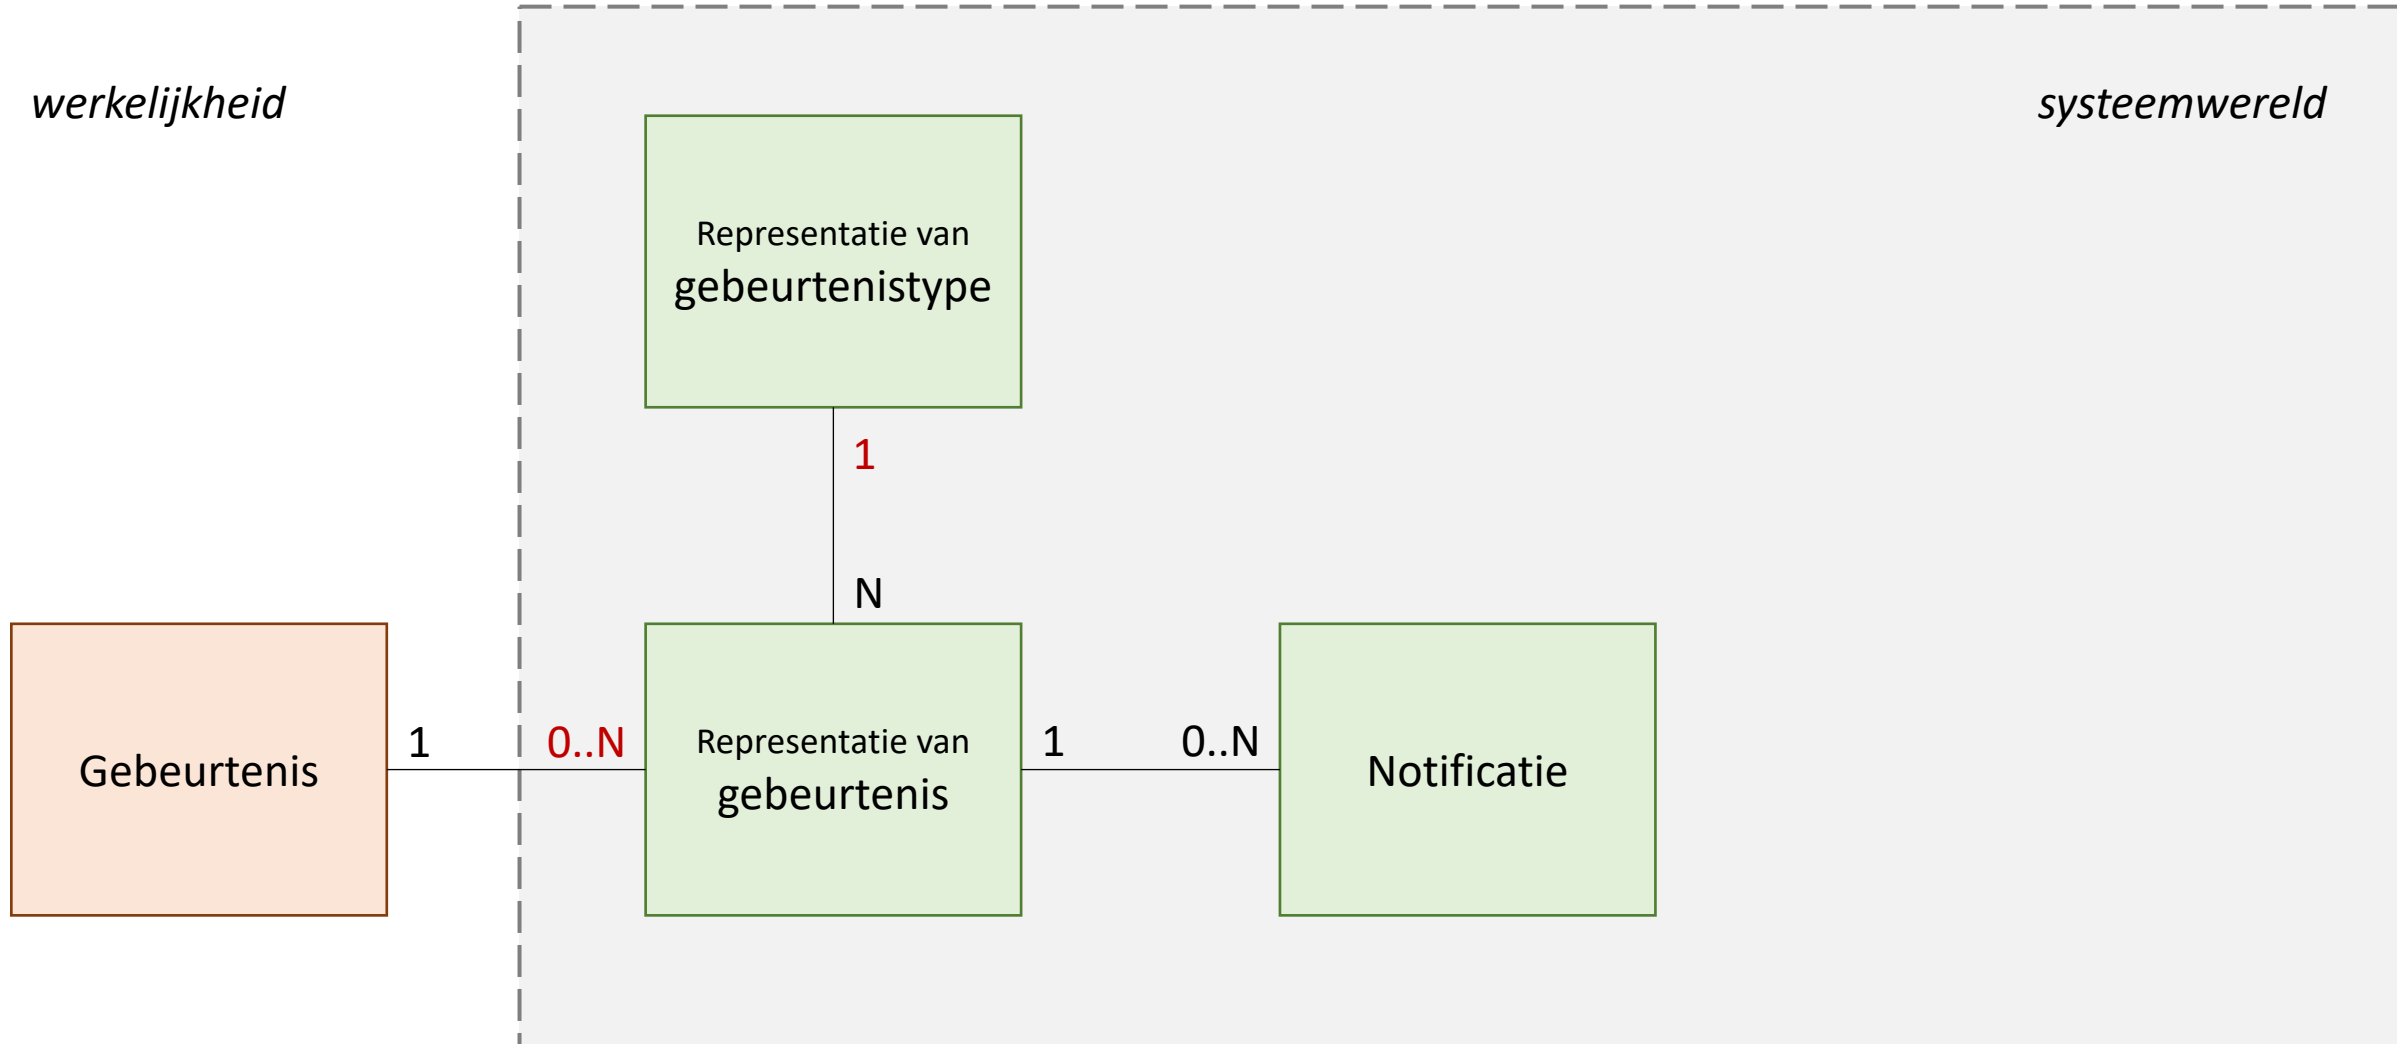 werkelijkheid
systeemwereld
Representatie van
gebeurtenistype
1
N
Gebeurtenis
1
0..N
Representatie van
gebeurtenis
1
0..N
Notificatie